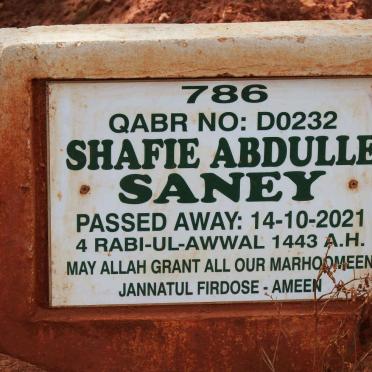 786
QABR NO: D0232
SHAFIE ABDULLE
SANEY
PASSED AWAY: 14-10-2021
4 RABI-UL-AWWAL 1443 A.H.
MAY ALLAH GRANT ALL OUR MARHOOMEEN
JANNATUL FIRDOSE - AMEEN